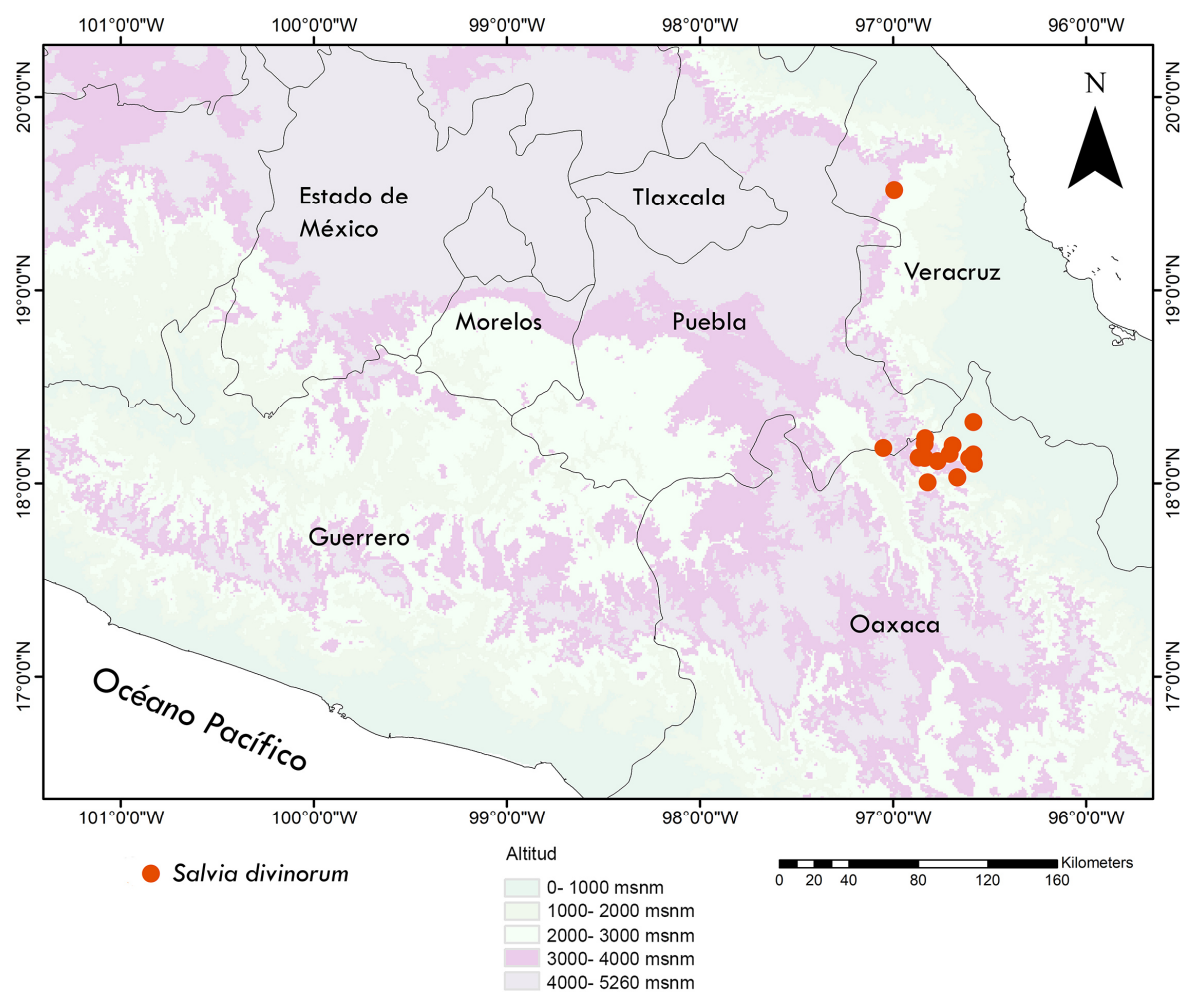 101°0'0"W 100°0'0"W 99°0'0"W 98°0'0"W 97°0'0"W 96°0'0"W
20°0'0"N
20°0'0"N
N
Estado de
México
Tlaxcala
Veracruz
19°0'0"N
19°0'0"N
Morelos
Puebla
18°0'0"N
18°0'0"N
Guerrero
Oaxaca
17°0'0"N
17°0'0"N
Océano Pacífico
101°0'0"W 100°0'0"W 99°0'0"W 98°0'0"W 97°0'0"W 96°0'0"W
Salvia divinorum
Altitud
0- 1000 msnm
1000- 2000 msnm
2000- 3000 msnm
3000- 4000 msnm
4000- 5260 msnm
Kilometers
0 20 40 80 120 160